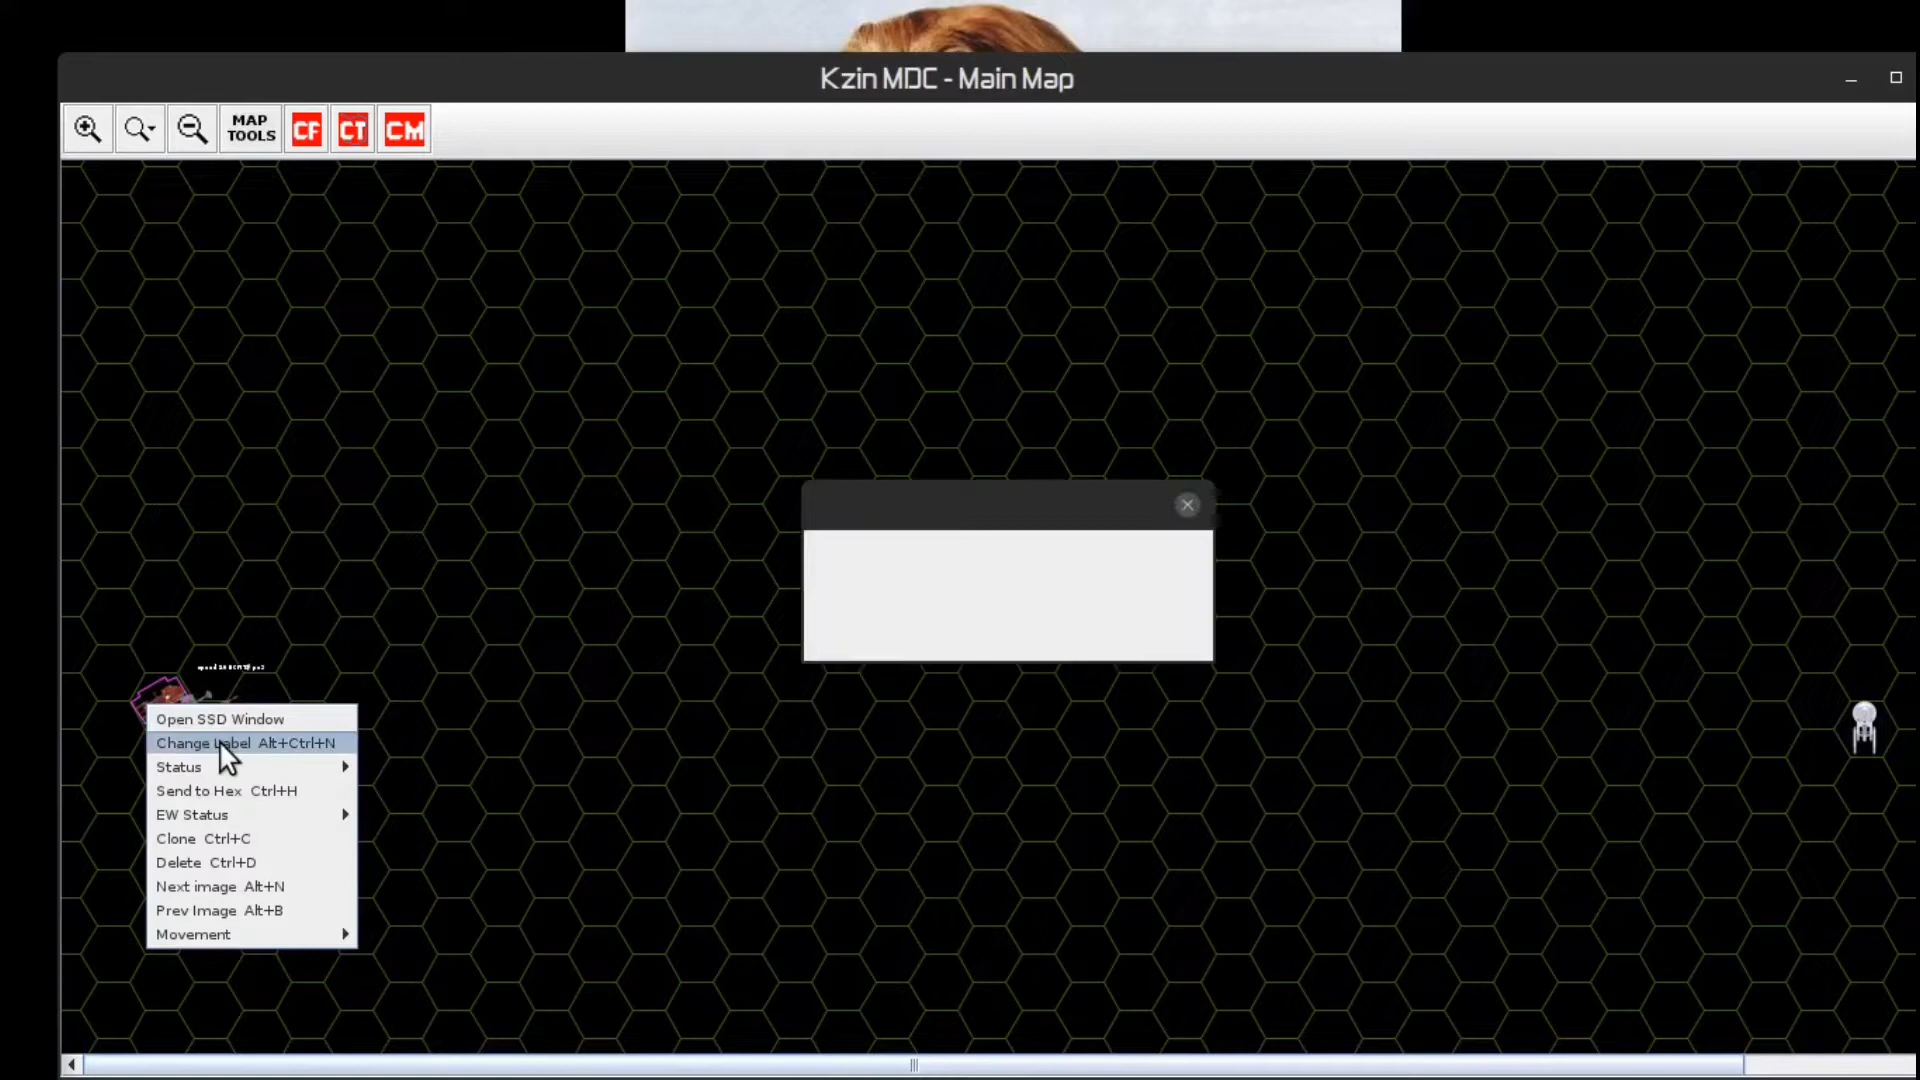 Kzin MDC - Main Map
MAP
TOOLS
CF
CT
CM
Open SSD Window
Change Label Alt+Ctrl+N
Status
Send to Hex Ctrl+H
EW Status
Clone Ctrl+C
Delete Ctrl+D
Next image Alt+N
Prev Image Alt+B
Movement